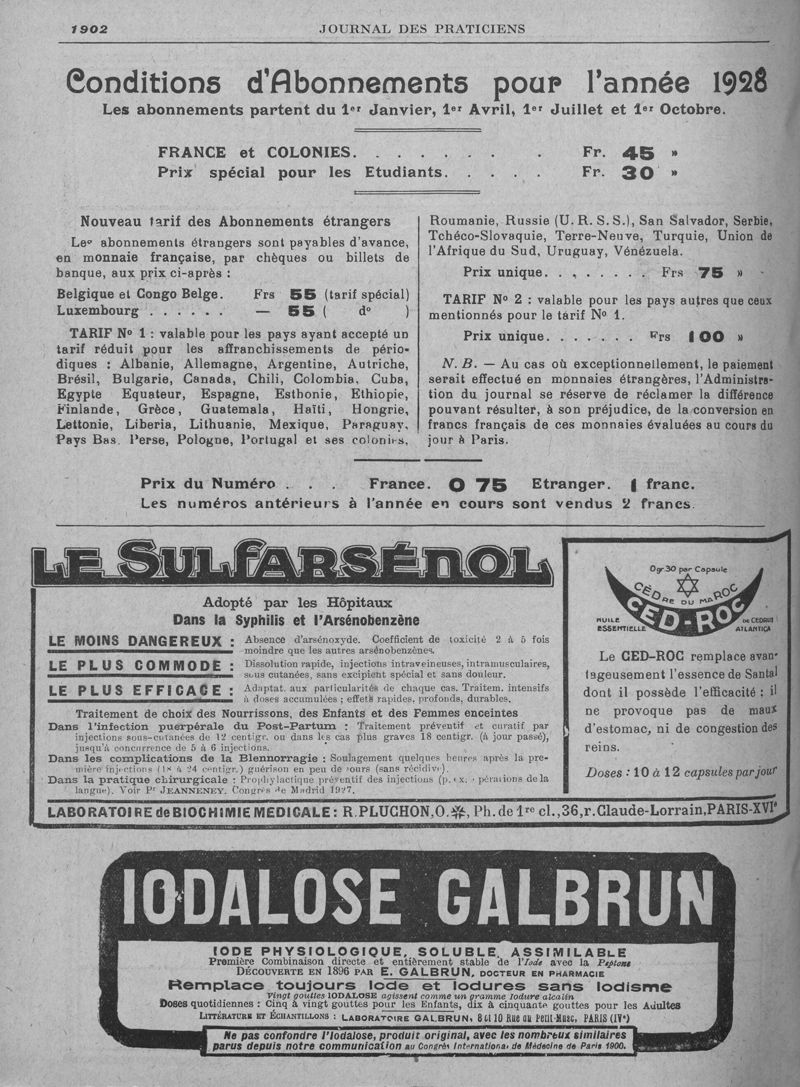 1902
JOURNAL DES PRATICIENS
Conditions d'Abonnements pour l'année 1928
Les abonnements partent du 1er Janvier, 1er Avril, 1er Juillet et 1er Octobre.
FRANCE et COLONIES. . . . . . . . Fr. 45 »
Prix spécial pour les Etudiants. . . . . Fr. 30 »
Nouveau tarif des Abonnements étrangers
Les abonnements étrangers sont payables d'avance,
en monnaie française, par chèques ou billets de
banque, aux prix ci-après :
Belgique et Congo Belge. Frs 55 (tarif spécial)
Luxembourg . . . . . . — 55 ( do )
TARIF No 1 : valable pour les pays ayant accepté un
tarif réduit pour les affranchissements de pério-
diques : Albanie, Allemagne, Argentine, Autriche,
Brésil, Bulgarie, Canada, Chili, Colombia, Cuba,
Egypte Equateur, Espagne, Esthonie, Ethiopie,
Finlande, Grèce, Guatemala, Haïti, Hongrie,
Lettonie, Liberia, Lithuanie, Mexique, Paraguay,
Pays Bas. Perse, Pologne, Portugal et ses colonies,
Roumanie, Russie (U. R. S. S.), San Salvador, Serbie,
Tchéco-Slovaquie, Terre-Neuve, Turquie, Union de
l'Afrique du Sud, Uruguay, Vénézuela.
Prix unique. . . . . . . . Frs 75 »
TARIF No 2 : valable pour les pays autres que ceux
mentionnés pour le tarif No 1.
Prix unique. . . . . . . . Frs 100 »
N. B. — Au cas où exceptionnellement, le paiement
serait effectué en monnaies étrangères, l'Administra-
tion du journal se réserve de réclamer la différence
pouvant résulter, à son préjudice, de la conversion en
francs français de ces monnaies évaluées au cours du
jour à Paris.
Prix du Numéro . . . France. 0 75 Etranger. 1 franc.
Les numéros antérieurs à l'année en cours sont vendus 2 francs.
LE SULFARSÉNOL
Adopté par les Hôpitaux
Dans la Syphilis et l'Arsénobenzène
LE MOINS DANGEREUX : Absence d'arsénoxyde. Coefficient de toxicité 2 à 5 fois
moindre que les autres arsénobenzènes.
LE PLUS COMMODE : Dissolution rapide, injections intraveineuses, intramusculaires,
sous cutanées, sans excipient spécial et sans douleur.
LE PLUS EFFICACE : Adaptat. aux particularités de chaque cas. Traitem. intensifs
à doses accumulées ; effets rapides, profonds, durables.
Traitement de choix des Nourrissons, des Enfants et des Femmes enceintes
Dans l'infection puerpérale du Post-Partum : Traitement préventif et curatif par
injections sous-cutanées de 12 centigr. ou dans les cas plus graves 18 centigr. (à jour passé),
jusqu'à concurrence de 5 à 6 injections.
Dans les complications de la Blennorragie : Soulagement quelques heures après la pre-
mière injections (18 à 24 centigr.) guérison en peu de jours (sans récidive).
Dans la pratique chirurgicale : Prophylactique préventif des injections (p. ex. : opérations de la
langue). Voir Pr JEANNENEY. Congrès de Madrid 1927.
0gr.30 par Capsule
CÈDRE DU MAROC
CED-ROC
HUILE ESSENTIELLE
de CEDRUS ATLANTICA
Le CED-ROC remplace avan-
tageusement l'essence de Santal
dont il possède l'efficacité ; il
ne provoque pas de maux
d'estomac, ni de congestion des
reins.
Doses : 10 à 12 capsules par jour
LABORATOIRE de BIOCHIMIE MEDICALE : R. PLUCHON, O. , Ph. de 1re cl., 36, r. Claude-Lorrain, PARIS-XVIe
IODALOSE GALBRUN
IODE PHYSIOLOGIQUE, SOLUBLE, ASSIMILABLE
Première Combinaison directe et entièrement stable de l'Iode avec la Peptone
DÉCOUVERTE EN 1896 PAR E. GALBRUN, DOCTEUR EN PHARMACIE
Remplace toujours Iode et Iodures sans Iodisme
Vingt gouttes IODALOSE agissent comme un gramme Iodure alcalin
Doses quotidiennes : Cinq à vingt gouttes pour les Enfants, dix à cinquante gouttes pour les Adultes
LITTÉRATURE ET ÉCHANTILLONS : LABORATOIRE GALBRUN, 8 et 10 Rue du Petit-Musc, PARIS (IVe)
Ne pas confondre l'Iodalose, produit original, avec les nombreux similaires
parus depuis notre communication au Congrès International de Médecine de Paris 1900.